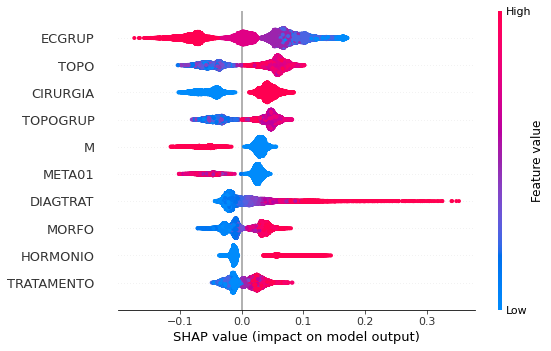 High
ECGRUP
TOPO
CIRURGIA
TOPOGRUP
M
META01
DIAGTRAT
MORFO
HORMONIO
TRATAMENTO
Feature value
Low
−0.1 0.0 0.1 0.2 0.3
SHAP value (impact on model output)